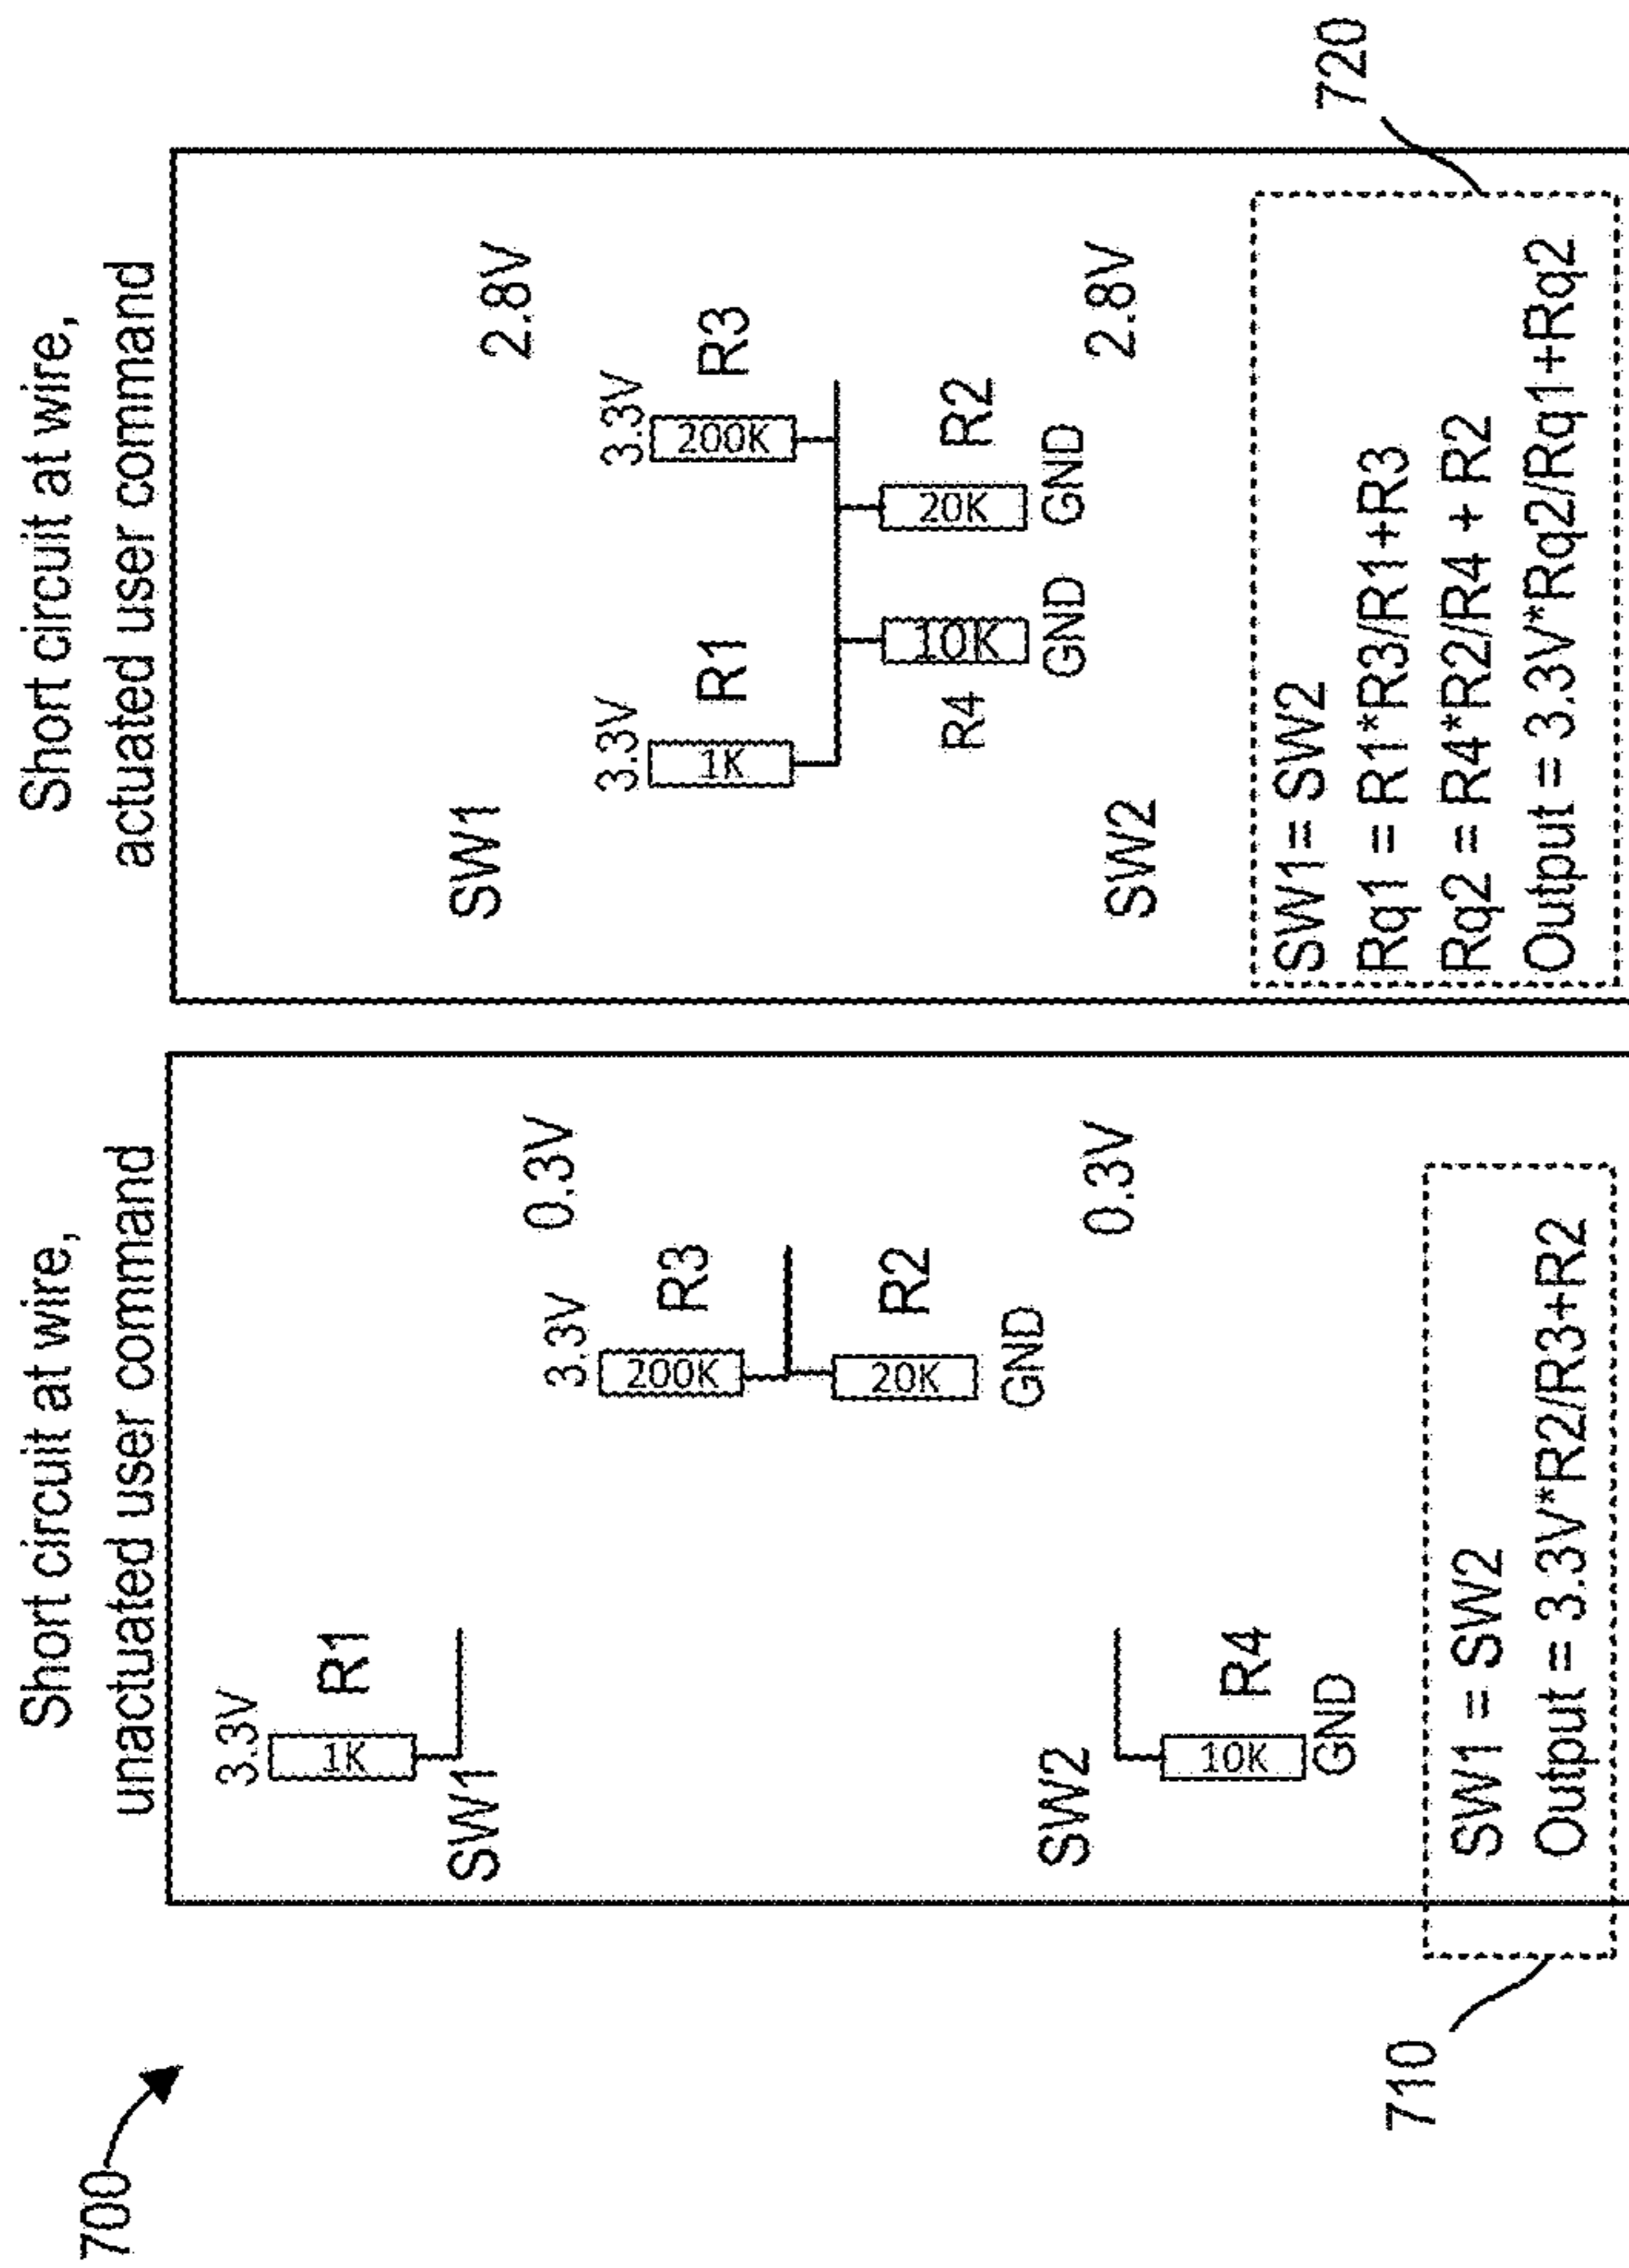 700
Short circuit at wire,
unactuated user command
3.3V
1K
R1
SW1
3.3V
200K
R3
0.3V
20K
R2
GND
SW2
10K
R4
GND
0.3V
SW1 = SW2
Output = 3.3V*R2/R3+R2
710
Short circuit at wire,
actuated user command
SW1
2.8V
3.3V
1K
R1
3.3V
200K
R3
R4
10K
GND
20K
R2
GND
SW2
2.8V
SW1= SW2
Rq1 = R1*R3/R1+R3
Rq2 = R4*R2/R4 + R2
Output = 3.3V*Rq2/Rq1+Rq2
720